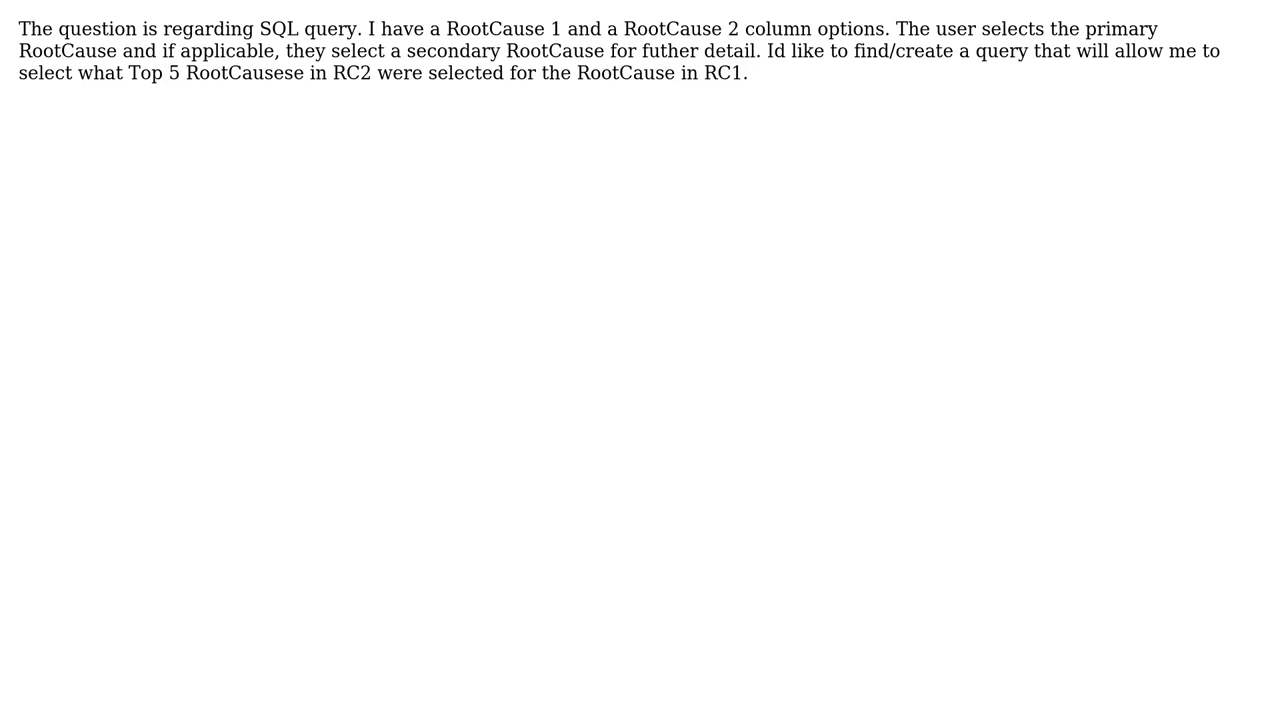 The question is regarding SQL query. I have a RootCause 1 and a RootCause 2 column options. The user selects the primary
RootCause and if applicable, they select a secondary RootCause for futher detail. Id like to find/create a query that will allow me to
select what Top 5 RootCausese in RC2 were selected for the RootCause in RC1.